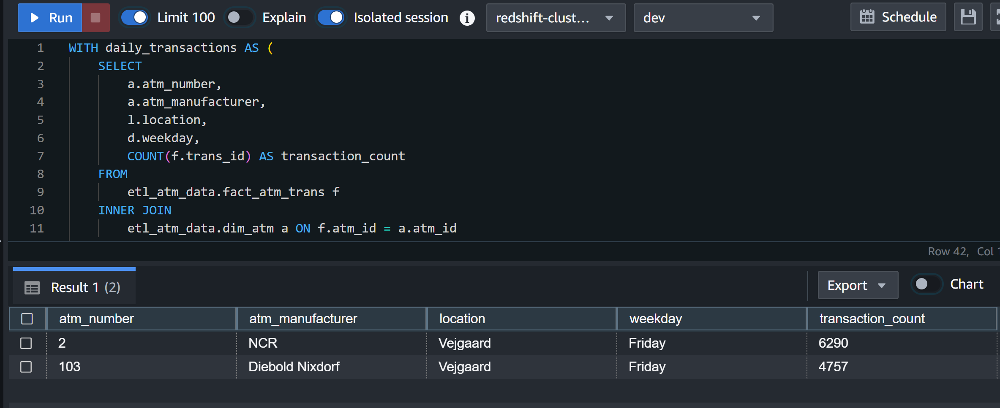 Run Limit 100 Explain Isolated session i redshift-clust... dev Schedule
1 WITH daily_transactions AS (
2 SELECT
3 a.atm_number,
4 a.atm_manufacturer,
5 l.location,
6 d.weekday,
7 COUNT(f.trans_id) AS transaction_count
8 FROM
9 etl_atm_data.fact_atm_trans f
10 INNER JOIN
11 etl_atm_data.dim_atm a ON f.atm_id = a.atm_id
Row 42, Col
Result 1 (2) Export Chart
atm_number atm_manufacturer location weekday transaction_count
2 NCR Vejgaard Friday 6290
103 Diebold Nixdorf Vejgaard Friday 4757